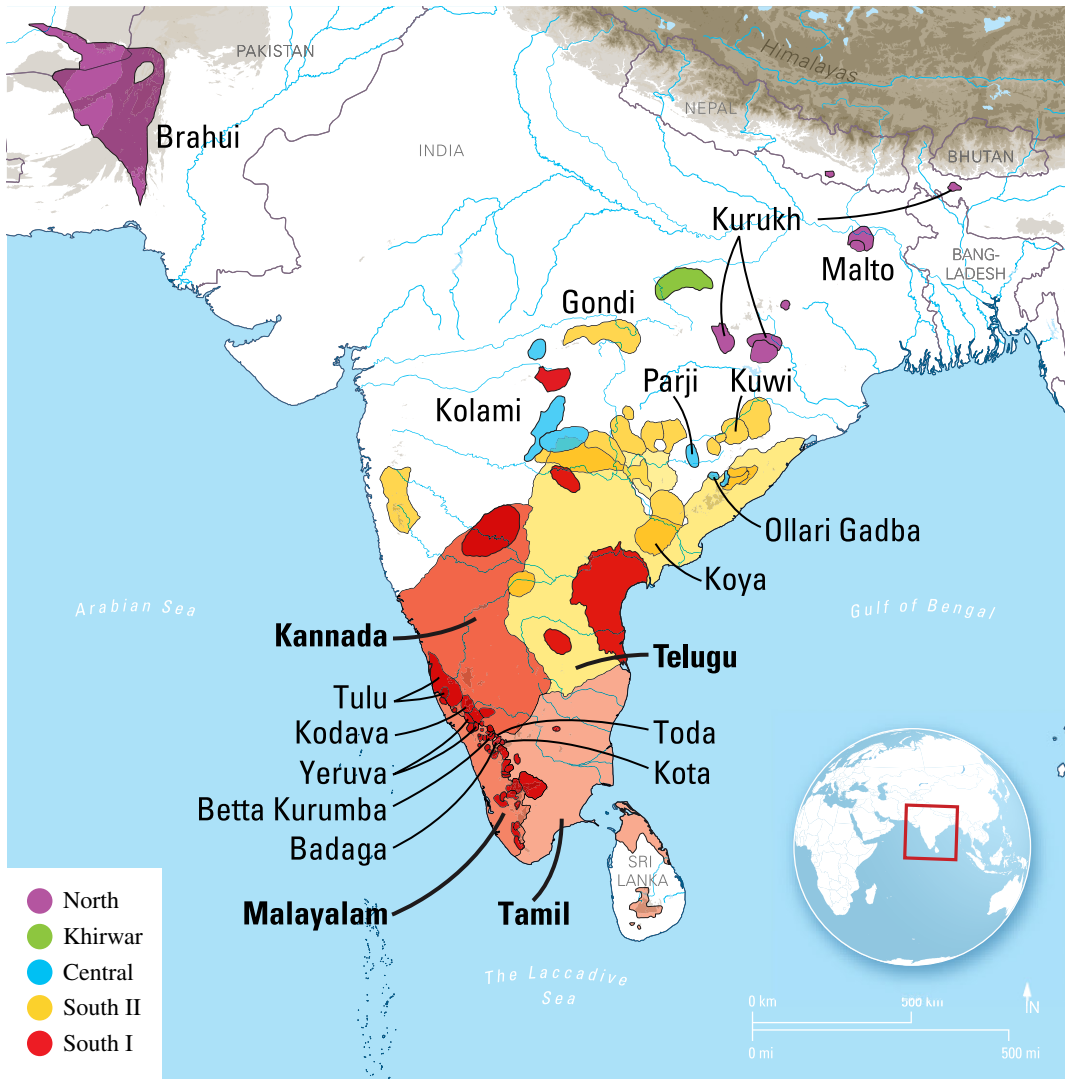 PAKISTAN
Himalayas
Brahui
NEPAL
INDIA
BHUTAN
Kurukh
Malto
BANG-
LADESH
Gondi
Parji
Kuwi
Kolami
Ollari Gadba
Koya
Arabian Sea
Gulf of Bengal
Kannada
Telugu
Tulu
Kodava
Toda
Yeruva
Kota
Betta Kurumba
Badaga
SRI
LANKA
Malayalam
Tamil
North
Khirwar
Central
South II
South I
The Laccadive
Sea
0 km
500 km
N
0 mi
500 mi